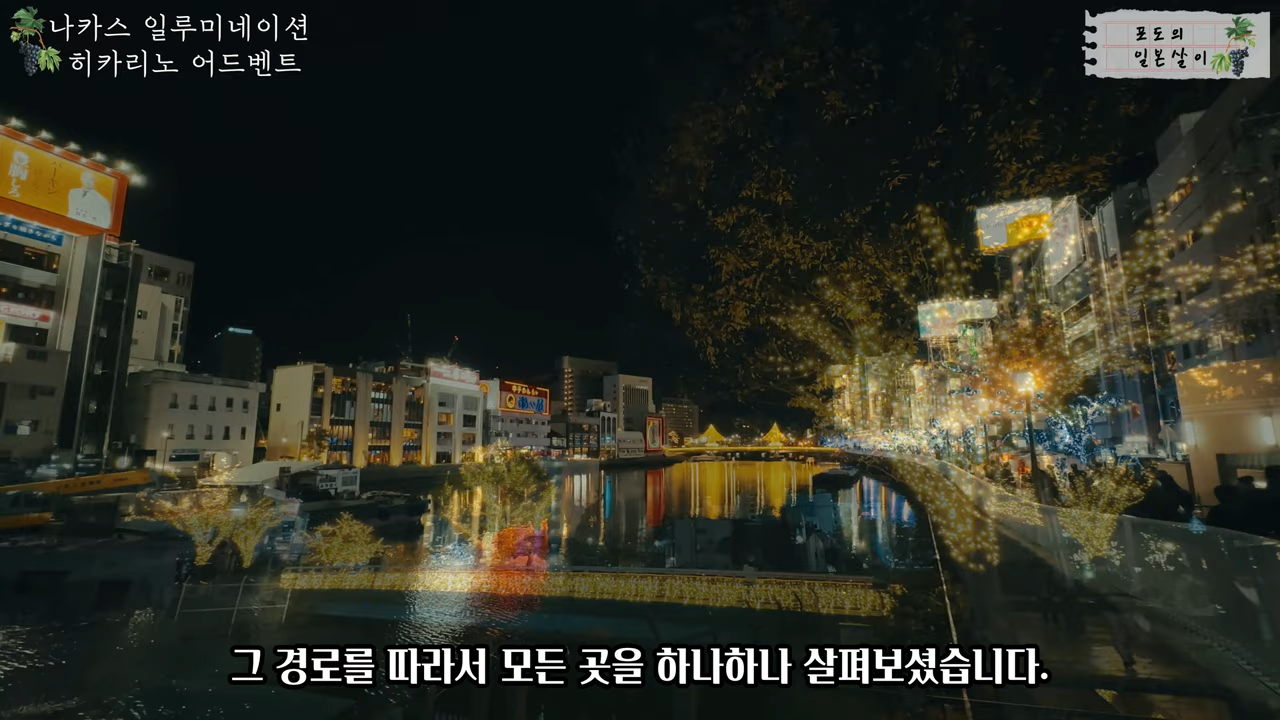 나카스 일루미네이션
히카리노 어드벤트
포도의
일본살이
그 경로를 따라서 모든 곳을 하나하나 살펴보셨습니다.